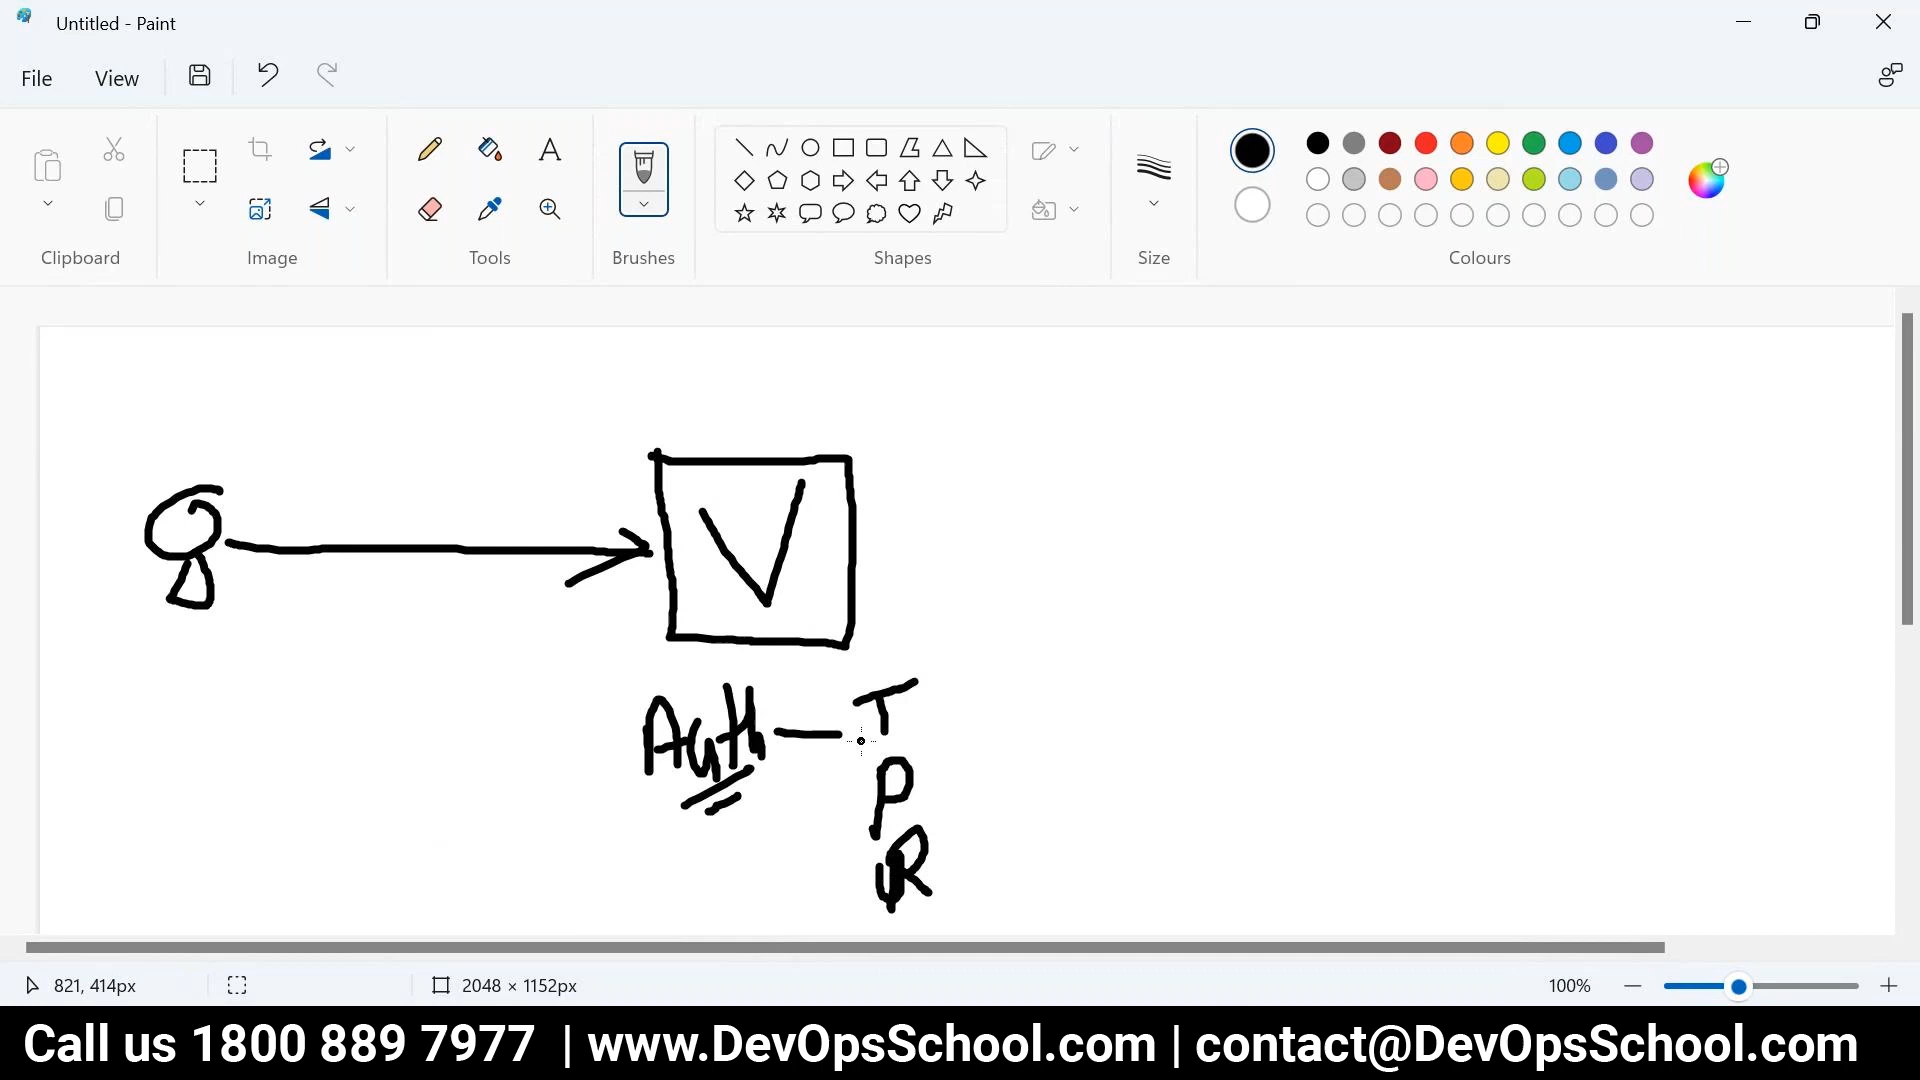 Untitled - Paint
File View
Clipboard Image Tools Brushes Shapes Size Colours
V
Auth — T
P
R
821, 414px 2048 × 1152px 100%
Call us 1800 889 7977 | www.DevOpsSchool.com | contact@DevOpsSchool.com